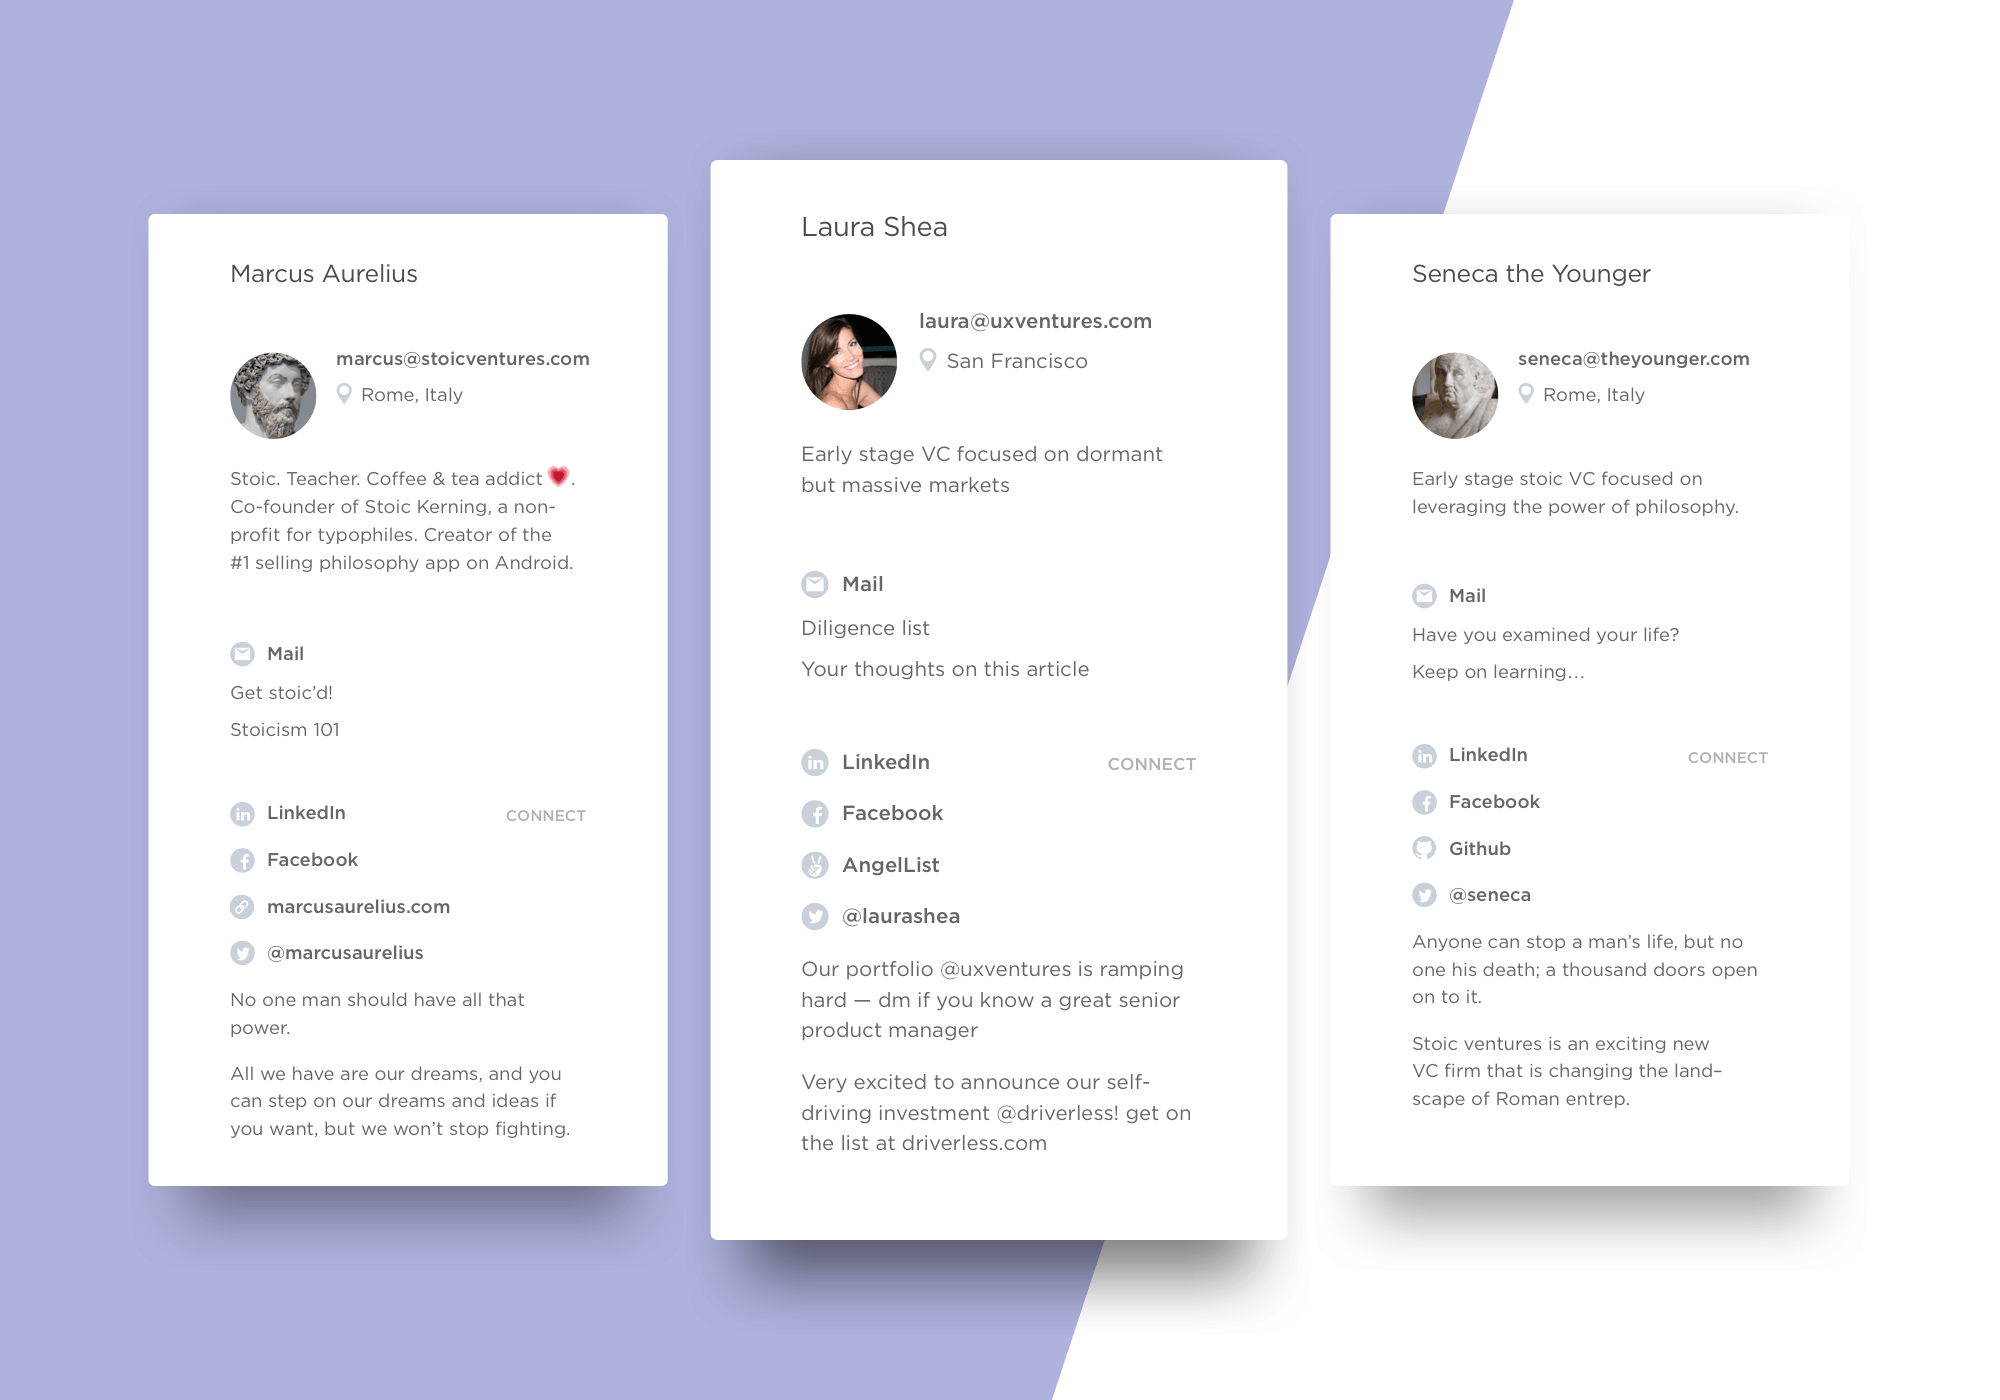 Marcus Aurelius
marcus@stoicventures.com
Rome, Italy
Stoic. Teacher. Coffee & tea addict 💗.
Co-founder of Stoic Kerning, a non-
profit for typophiles. Creator of the
#1 selling philosophy app on Android.
Mail
Get stoic’d!
Stoicism 101
LinkedIn CONNECT
Facebook
marcusaurelius.com
@marcusaurelius
No one man should have all that
power.
All we have are our dreams, and you
can step on our dreams and ideas if
you want, but we won’t stop fighting.
Laura Shea
laura@uxventures.com
San Francisco
Early stage VC focused on dormant
but massive markets
Mail
Diligence list
Your thoughts on this article
LinkedIn CONNECT
Facebook
AngelList
@laurashea
Our portfolio @uxventures is ramping
hard — dm if you know a great senior
product manager
Very excited to announce our self-
driving investment @driverless! get on
the list at driverless.com
Seneca the Younger
seneca@theyounger.com
Rome, Italy
Early stage stoic VC focused on
leveraging the power of philosophy.
Mail
Have you examined your life?
Keep on learning…
LinkedIn CONNECT
Facebook
Github
@seneca
Anyone can stop a man’s life, but no
one his death; a thousand doors open
on to it.
Stoic ventures is an exciting new
VC firm that is changing the land–
scape of Roman entrep.